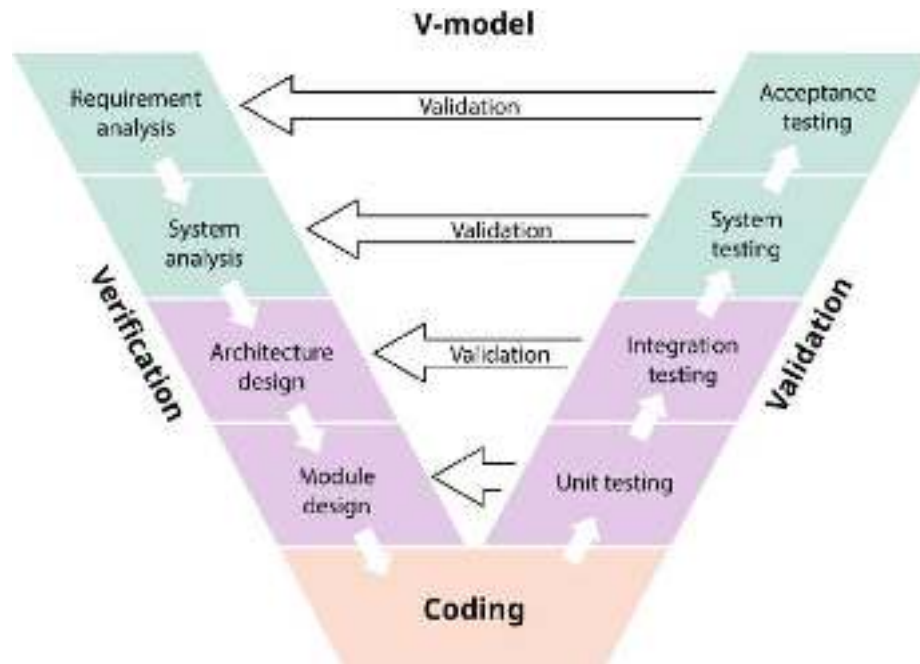 V-model
Requirement
analysis
Validation
Acceptance
testing
System
analysis
Validation
System
testing
Verification
Architecture
design
Validation
Integration
testing
Validation
Module
design
Unit testing
Coding